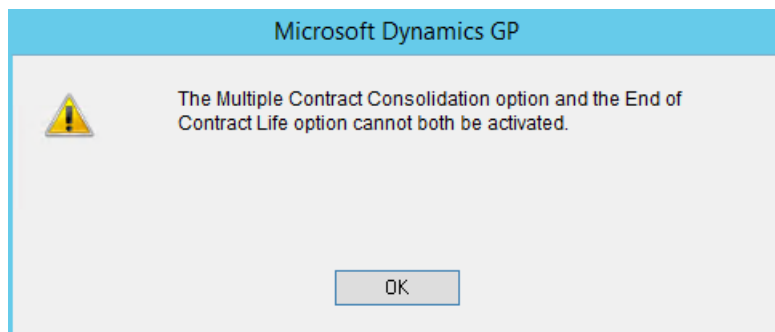 Microsoft Dynamics GP
The Multiple Contract Consolidation option and the End of
Contract Life option cannot both be activated.
OK